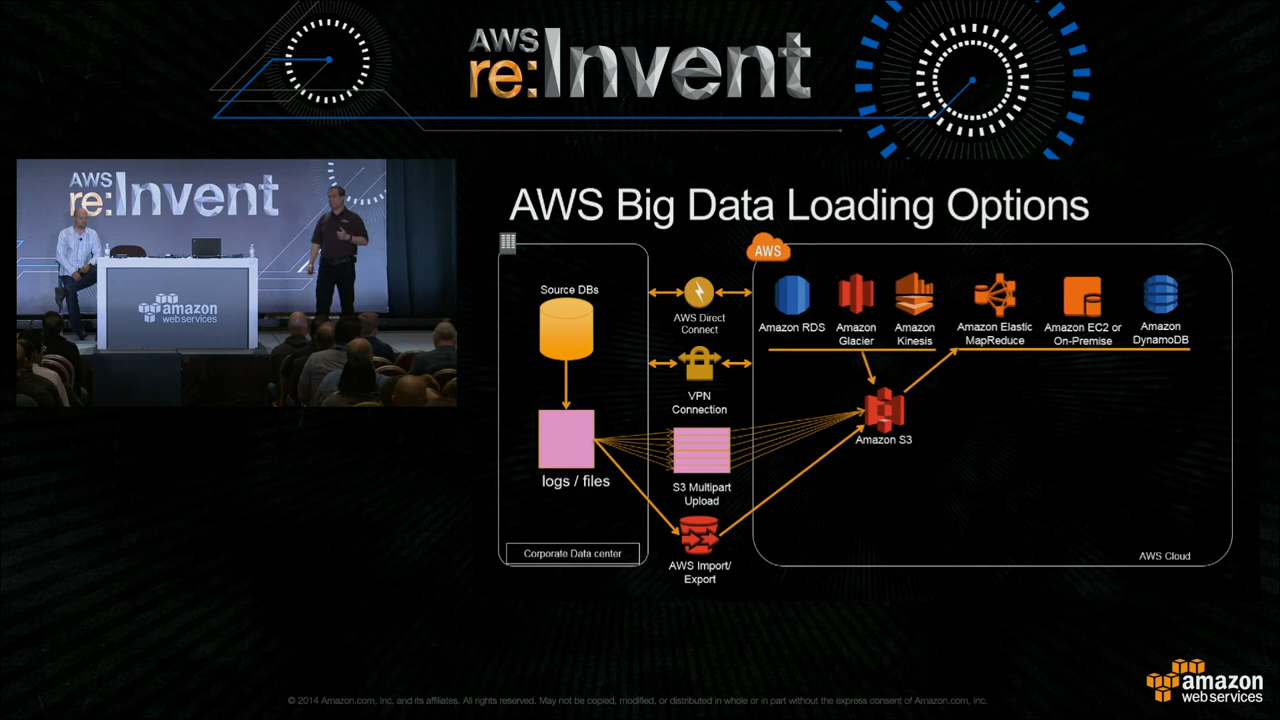 AWS
re:Invent
AWS
re:Invent
amazon
web services
AWS Big Data Loading Options
AWS
Source DBs
logs / files
Corporate Data center
AWS Direct
Connect
VPN
Connection
S3 Multipart
Upload
AWS Import/
Export
Amazon RDS
Amazon
Glacier
Amazon
Kinesis
Amazon Elastic
MapReduce
Amazon EC2 or
On-Premise
Amazon
DynamoDB
Amazon S3
AWS Cloud
© 2014 Amazon.com, Inc, and its affiliates. All rights reserved. May not be copied, modified, or distributed in whole or in part without the express consent of Amazon.com, Inc.
amazon
web services